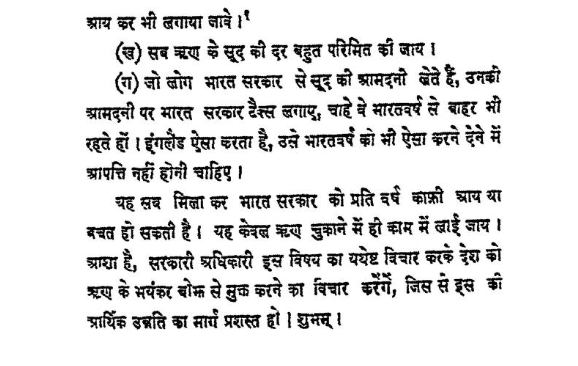 आय कर भी लगाया जावे ।१
(ख) सब ऋण के सूद की दर बहुत परिमित की जाय ।
(ग) जो लोग भारत सरकार से सूद की आमदनी लेते हैं, उनकी
आमदनी पर भारत सरकार टैक्स लगाए, चाहे वे भारतवर्ष से बाहर भी
रहते हों । इंगलैंड ऐसा करता है, उसे भारतवर्ष को भी ऐसा करने देने में
आपत्ति नहीं होनी चाहिए ।
यह सब मिला कर भारत सरकार को प्रति वर्ष काफ़ी आय या
बचत हो सकती है । यह केवल ऋण चुकाने में ही काम में लाई जाय ।
आशा है, सरकारी अधिकारी इस विषय का यथेष्ट विचार करके देश को
ऋण के भयंकर बोझ से मुक्त करने का विचार करेंगें, जिस से इस की
आर्थिक उन्नति का मार्ग प्रशस्त हो । शुभम् ।